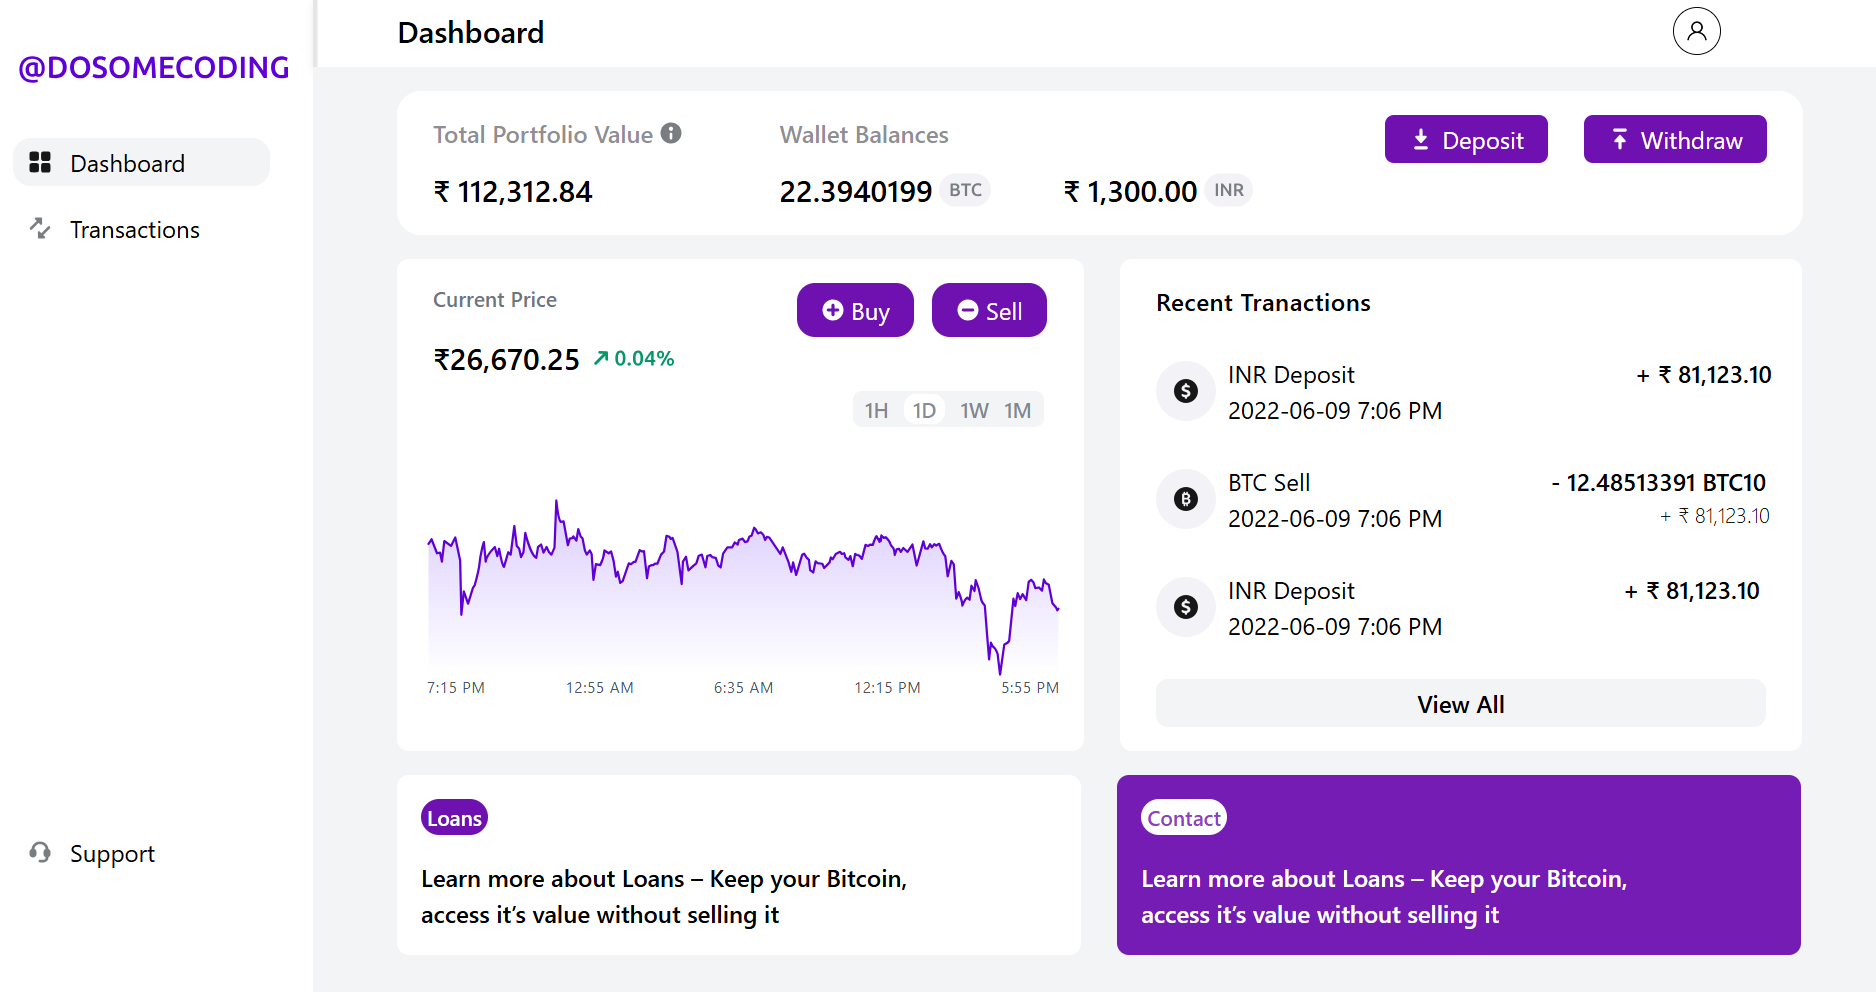 @DOSOMECODING
Dashboard
Transactions
Support
Dashboard
Total Portfolio Value
₹ 112,312.84
Wallet Balances
22.3940199 BTC
₹ 1,300.00 INR
Deposit
Withdraw
Current Price
₹26,670.25 0.04%
Buy
Sell
1H 1D 1W 1M
7:15 PM 12:55 AM 6:35 AM 12:15 PM 5:55 PM
Recent Tranactions
INR Deposit + ₹ 81,123.10
2022-06-09 7:06 PM
BTC Sell - 12.48513391 BTC10
2022-06-09 7:06 PM + ₹ 81,123.10
INR Deposit + ₹ 81,123.10
2022-06-09 7:06 PM
View All
Loans
Learn more about Loans – Keep your Bitcoin,
access it’s value without selling it
Contact
Learn more about Loans – Keep your Bitcoin,
access it’s value without selling it